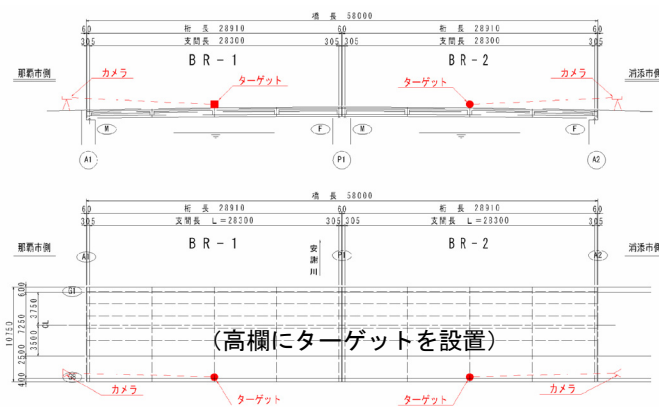 橋長 58000
60 桁長 28910 60 桁長 28910 60
305 支間長 28300 305 305 支間長 28300 305
那覇市側 BR-1 BR-2 消添市側
カメラ ターゲット ターゲット カメラ
M F M F
A1 P1 A2
橋長 58000
60 桁長 28910 60 桁長 28910 60
305 支間長 L=28300 305 305 支間長 L=28300 305
那覇市側 BR-1 安謝川 BR-2 消添市側
A1 P1 A2
600 G1
10750 7250 3750
CL
3500
(高欄にターゲットを設置)
2500
400
カメラ ターゲット ターゲット カメラ